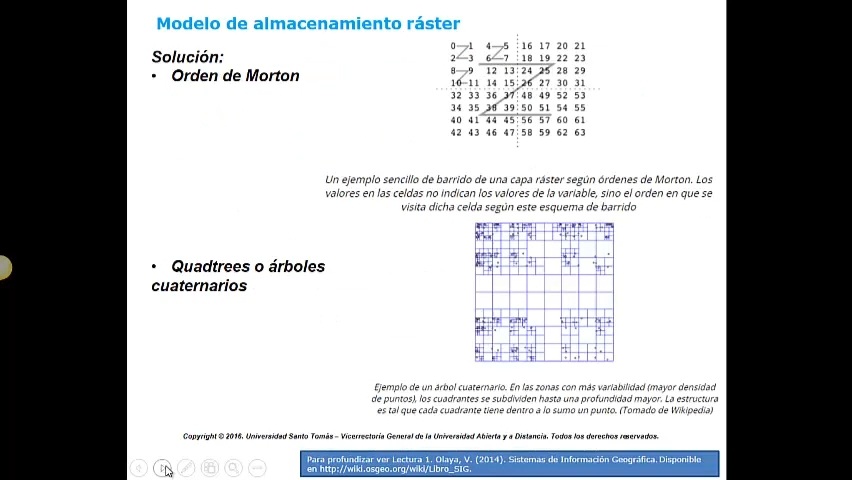 Modelo de almacenamiento ráster
Solución:
• Orden de Morton
0 1 4 5 16 17 20 21
2 3 6 7 18 19 22 23
8 9 12 13 24 25 28 29
10 11 14 15 26 27 30 31
32 33 36 37 48 49 52 53
34 35 38 39 50 51 54 55
40 41 44 45 56 57 60 61
42 43 46 47 58 59 62 63
Un ejemplo sencillo de barrido de una capa ráster según órdenes de Morton. Los
valores en las celdas no indican los valores de la variable, sino el orden en que se
visita dicha celda según este esquema de barrido
• Quadtrees o árboles
cuaternarios
Ejemplo de un árbol cuaternario. En las zonas con más variabilidad (mayor densidad
de puntos), los cuadrantes se subdividen hasta una profundidad mayor. La estructura
es tal que cada cuadrante tiene dentro a lo sumo un punto. (Tomado de Wikipedia)
Copyright © 2016. Universidad Santo Tomás – Vicerrectoría General de la Universidad Abierta y a Distancia. Todos los derechos reservados.
Para profundizar ver Lectura 1. Olaya, V. (2014). Sistemas de Información Geográfica. Disponible
en http://wiki.osgeo.org/wiki/Libro_SIG.